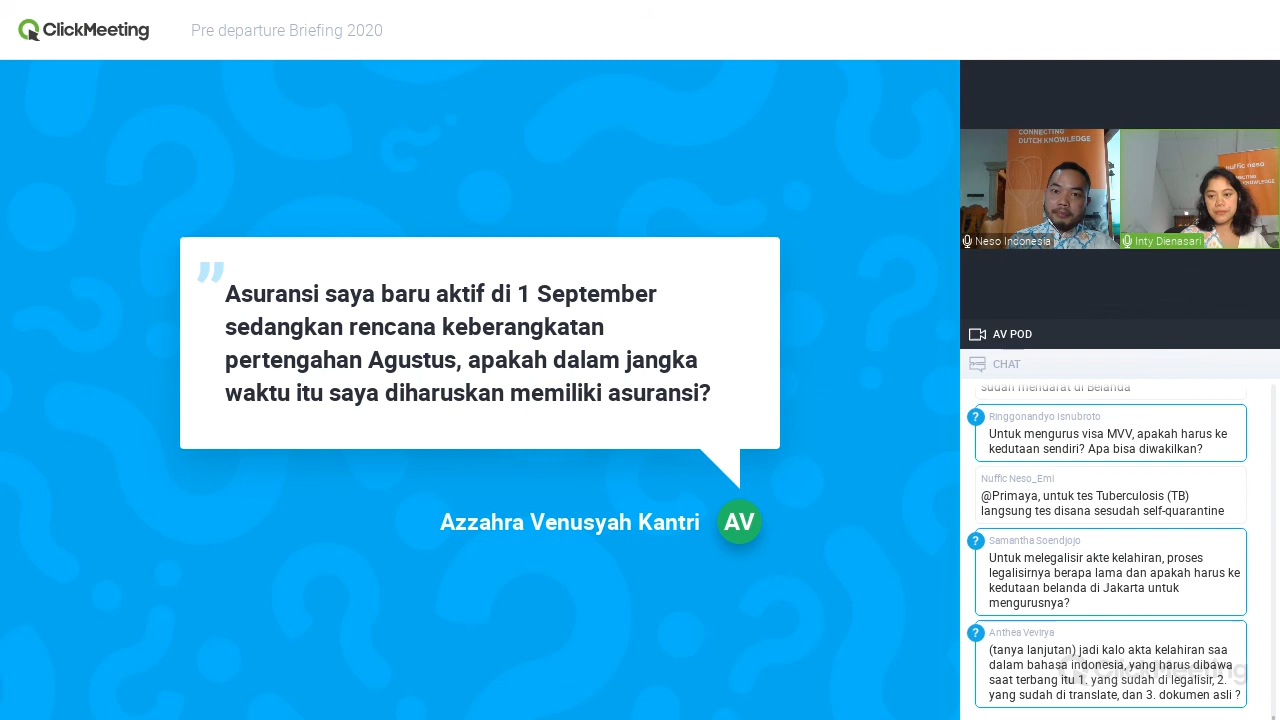 ClickMeeting
Pre departure Briefing 2020
Asuransi saya baru aktif di 1 September
sedangkan rencana keberangkatan
pertengahan Agustus, apakah dalam jangka
waktu itu saya diharuskan memiliki asuransi?
Azzahra Venusyah Kantri
AV
CONNECTING
DUTCH KNOWLEDGE
nuffic neso
KNOWLEDGE
Neso Indonesia
Inty Dienasari
AV POD
CHAT
sudah mendarat di Belanda
?
Ringgonandyo Isnubroto
Untuk mengurus visa MVV, apakah harus ke
kedutaan sendiri? Apa bisa diwakilkan?
Nuffic Neso_Emi
@Primaya, untuk tes Tuberculosis (TB)
langsung tes disana sesudah self-quarantine
?
Samantha Soendjojo
Untuk melegalisir akte kelahiran, proses
legalisirnya berapa lama dan apakah harus ke
kedutaan belanda di Jakarta untuk
mengurusnya?
?
Anthea Vevirya
(tanya lanjutan) jadi kalo akta kelahiran saa
dalam bahasa indonesia, yang harus dibawa
saat terbang itu 1. yang sudah di legalisir, 2.
yang sudah di translate, dan 3. dokumen asli ?
ClickMeeting